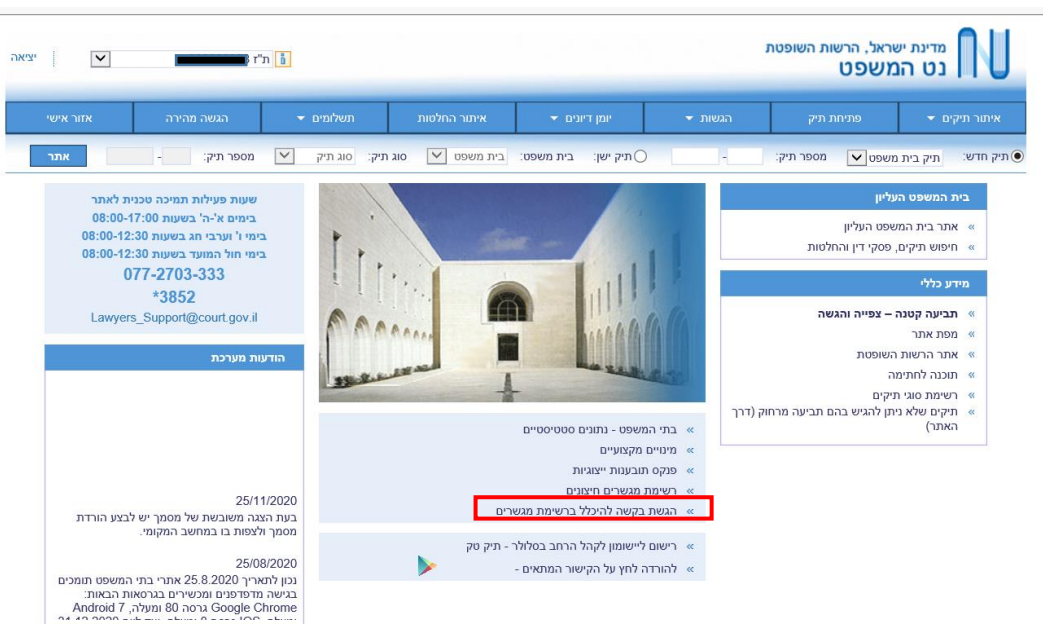 מדינת ישראל, הרשות השופטת
נט המשפט
ת"ז
יציאה
איתור תיקים
פתיחת תיק
הגשות
יומן דיונים
איתור החלטות
תשלומים
הגשה מהירה
אזור אישי
תיק חדש: תיק בית משפט מספר תיק: - תיק ישן: בית משפט: בית משפט סוג תיק: סוג תיק מספר תיק: - אתר
בית המשפט העליון
» אתר בית המשפט העליון
» חיפוש תיקים, פסקי דין והחלטות
מידע כללי
» תביעה קטנה – צפייה והגשה
» מפת אתר
» אתר הרשות השופטת
» תוכנה לחתימה
» רשימת סוגי תיקים
» תיקים שלא ניתן להגיש בהם תביעה מרחוק (דרך
האתר)
» בתי המשפט - נתונים סטטיסטיים
» מינויים מקצועיים
» פנקס תובענות ייצוגיות
» רשימת מגשרים חיצונים
» הגשת בקשה להיכלל ברשימת מגשרים
» רישום ליישומון לקהל הרחב בסלולר - תיק טק
» להורדה לחץ על הקישור המתאים -
שעות פעילות תמיכה טכנית לאתר
בימים א'-ה' בשעות 08:00-17:00
בימי ו' וערבי חג בשעות 08:00-12:30
בימי חול המועד בשעות 08:00-12:30
077-2703-333
*3852
Lawyers_Support@court.gov.il
הודעות מערכת
25/11/2020
בעת הצגה משובשת של מסמך יש לבצע הורדת
מסמך ולצפות בו במחשב המקומי.
25/08/2020
נכון לתאריך 25.8.2020 אתרי בתי המשפט תומכים
בגישה מדפדפנים ומכשירים בגרסאות הבאות:
Google Chrome גרסה 80 ומעלה, Android 7